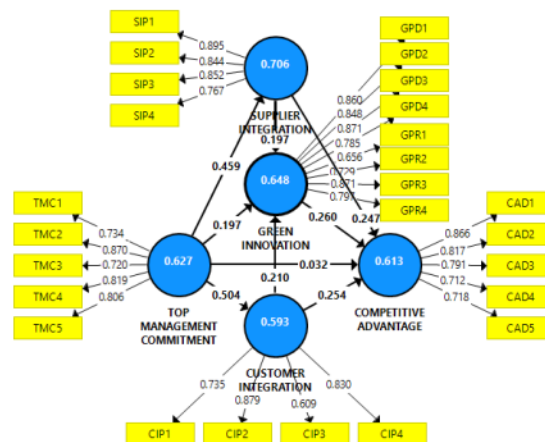 SIP1
SIP2
SIP3
SIP4
0.895
0.844
0.852
0.767
0.706
SUPPLIER
INTEGRATION
0.197
GPD1
GPD2
GPD3
GPD4
GPR1
GPR2
GPR3
GPR4
0.860
0.848
0.871
0.785
0.656
0.729
0.871
0.797
0.459
0.648
GREEN
INNOVATION
0.197
0.260
0.247
TMC1
TMC2
TMC3
TMC4
TMC5
0.734
0.870
0.720
0.819
0.806
0.627
TOP
MANAGEMENT
COMMITMENT
0.032
0.210
0.504
0.254
0.613
COMPETITIVE
ADVANTAGE
0.866
0.817
0.791
0.712
0.718
CAD1
CAD2
CAD3
CAD4
CAD5
0.593
CUSTOMER
INTEGRATION
0.735
0.879
0.609
0.830
CIP1
CIP2
CIP3
CIP4